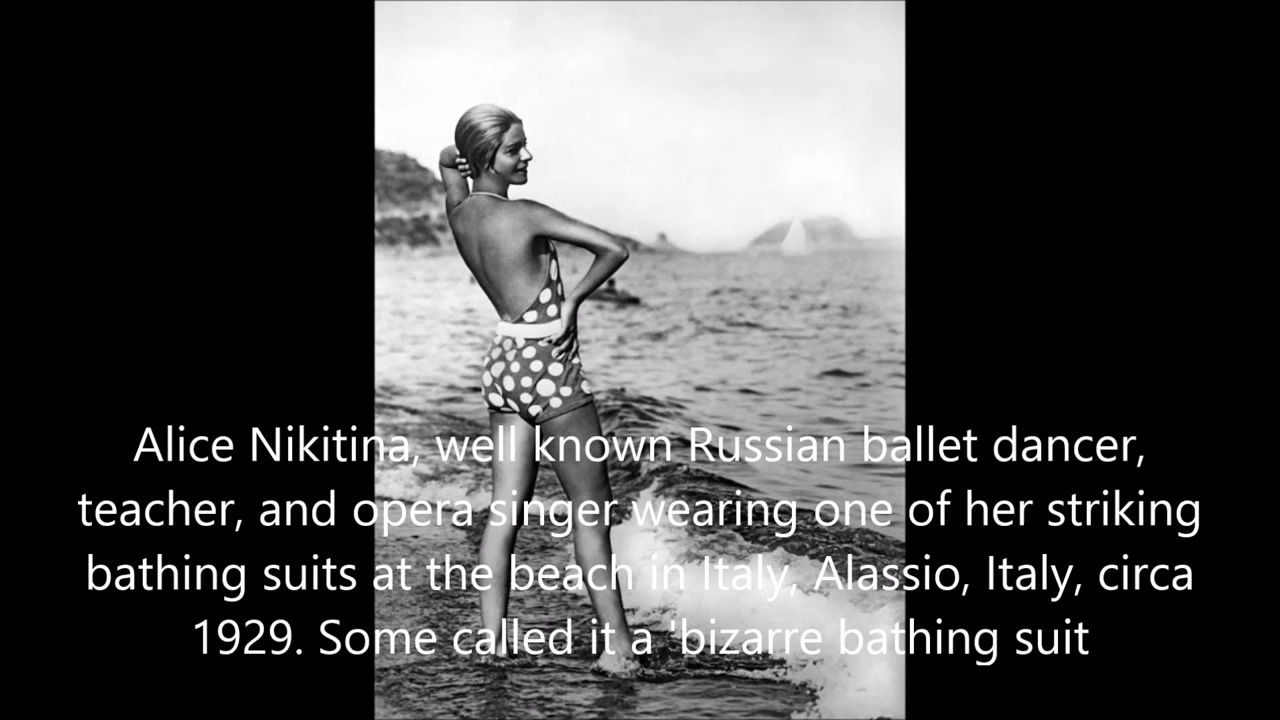 Alice Nikitina, well known Russian ballet dancer,
teacher, and opera singer wearing one of her striking
bathing suits at the beach in Italy, Alassio, Italy, circa
1929. Some called it a 'bizarre bathing suit